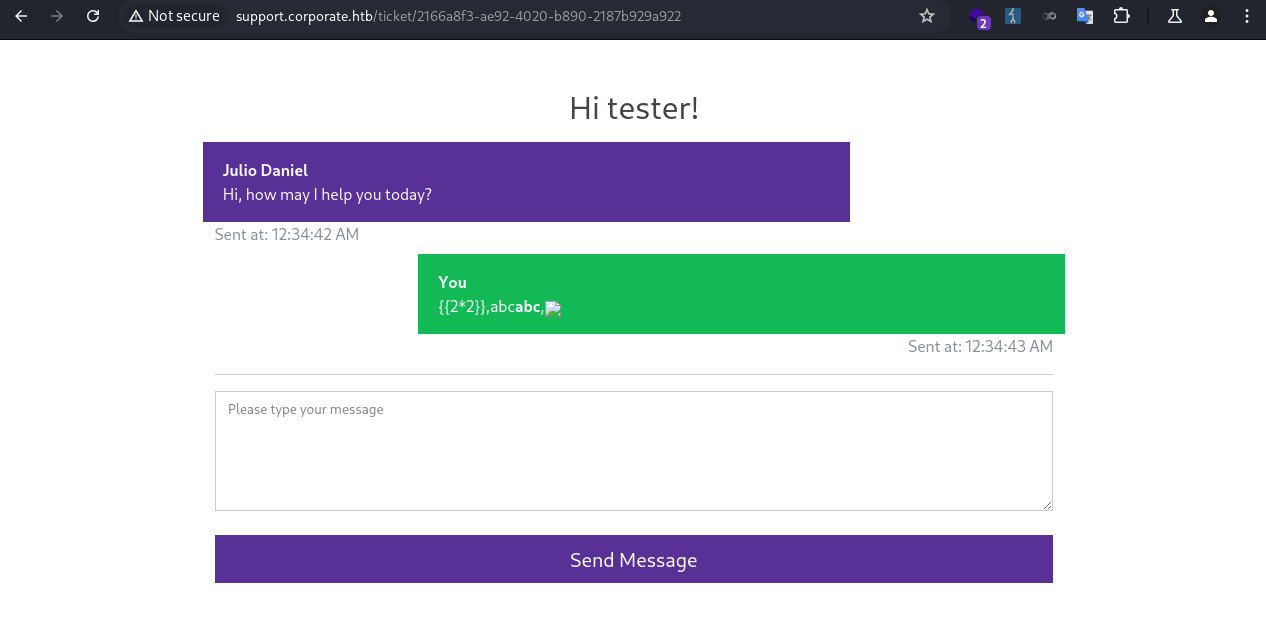 Not secure support.corporate.htb/ticket/2166a8f3-ae92-4020-b890-2187b929a922 2
Hi tester!
Julio Daniel
Hi, how may I help you today?
Sent at: 12:34:42 AM
You
{{2*2}},abcabc,
Sent at: 12:34:43 AM
Please type your message
Send Message